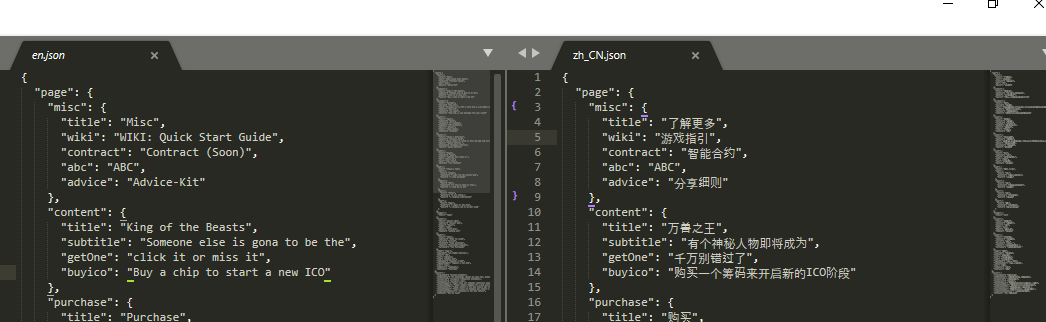 en.json
{
"page": {
"misc": {
"title": "Misc",
"wiki": "WIKI: Quick Start Guide",
"contract": "Contract (Soon)",
"abc": "ABC",
"advice": "Advice-Kit"
},
"content": {
"title": "King of the Beasts",
"subtitle": "Someone else is gona to be the",
"getOne": "click it or miss it",
"buyico": "Buy a chip to start a new ICO"
},
"purchase": {
"title": "Purchase",
zh_CN.json
1 {
2 "page": {
{ 3 "misc": {
4 "title": "了解更多",
5 "wiki": "游戏指引",
6 "contract": "智能合约",
7 "abc": "ABC",
8 "advice": "分享细则"
} 9 },
10 "content": {
11 "title": "万兽之王",
12 "subtitle": "有个神秘人物即将成为",
13 "getOne": "千万别错过了",
14 "buyico": "购买一个筹码来开启新的ICO阶段"
15 },
16 "purchase": {
17 "title": "购买",